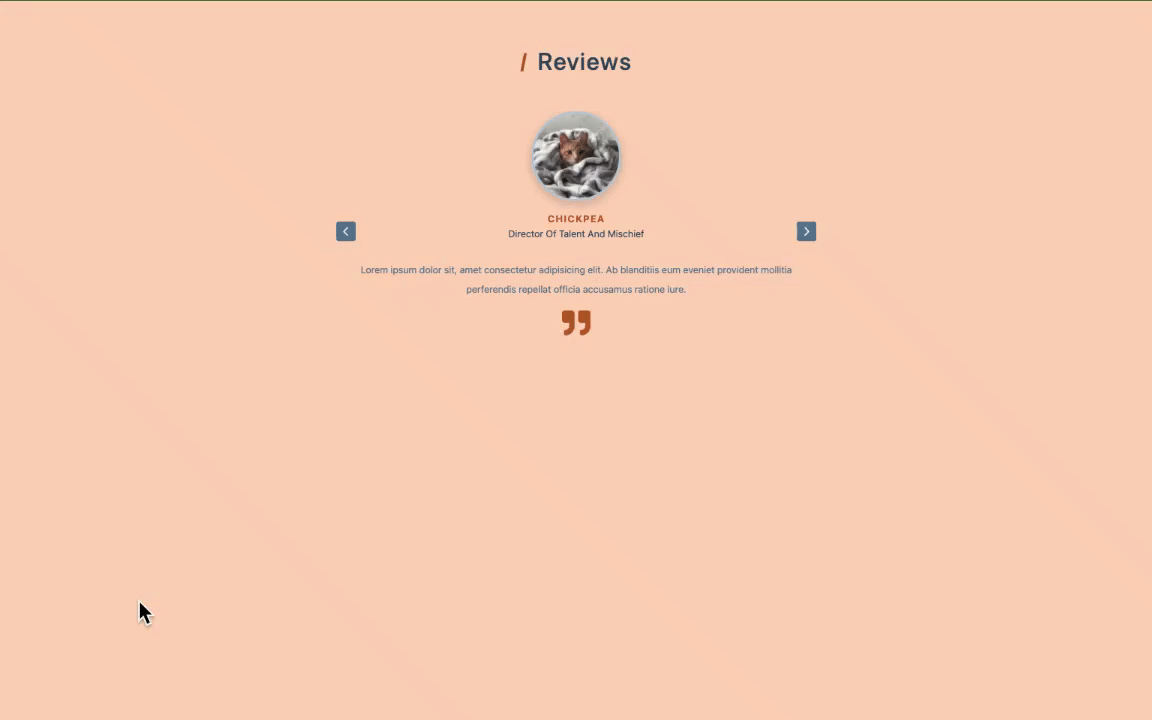 / Reviews
CHICKPEA
Director Of Talent And Mischief
Lorem ipsum dolor sit, amet consectetur adipisicing elit. Ab blanditiis eum eveniet provident mollitia
perferendis repellat officia accusamus ratione iure.